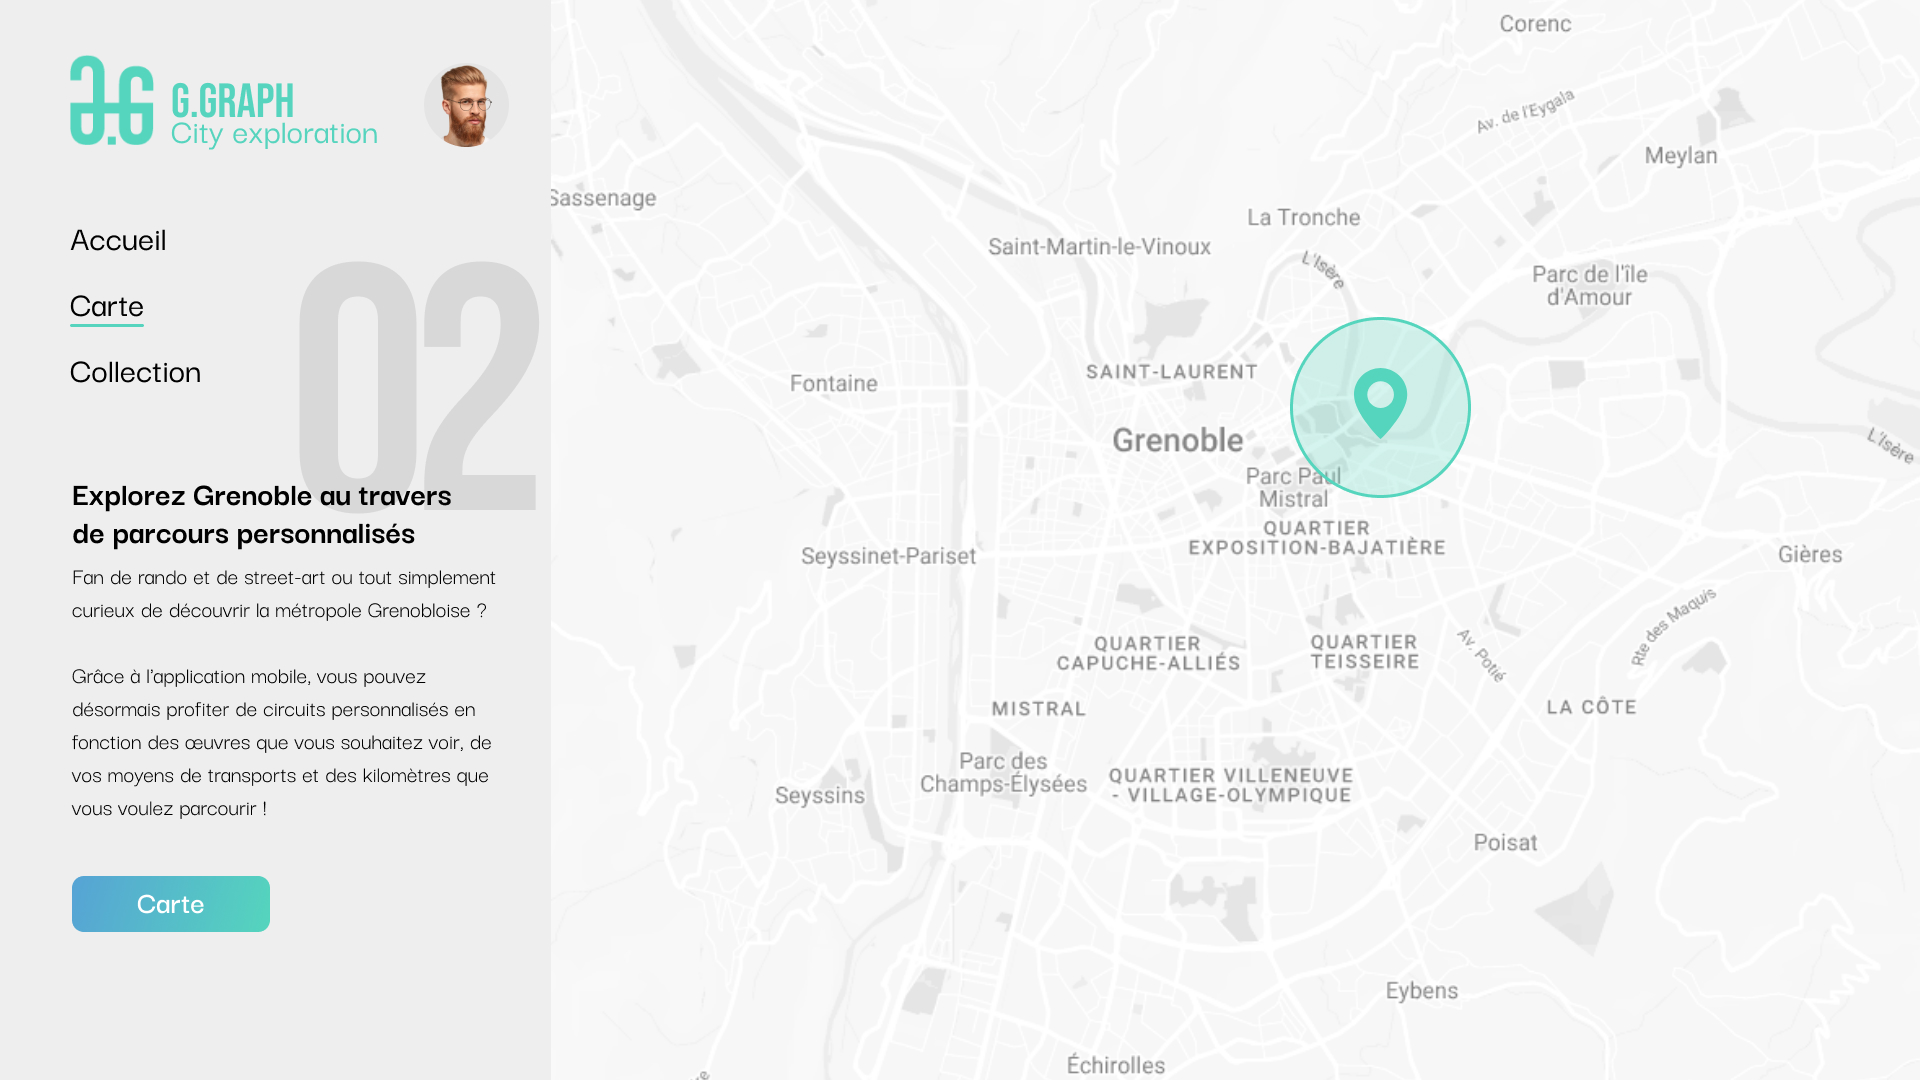 G.G
G.GRAPH
City exploration
Accueil
Carte
Collection
02
Explorez Grenoble au travers
de parcours personnalisés
Fan de rando et de street-art ou tout simplement
curieux de découvrir la métropole Grenobloise ?
Grâce à l'application mobile, vous pouvez
désormais profiter de circuits personnalisés en
fonction des œuvres que vous souhaitez voir, de
vos moyens de transports et des kilomètres que
vous voulez parcourir !
Carte
Corenc
Av. de l'Eygala
Meylan
Sassenage
La Tronche
Saint-Martin-le-Vinoux
L'Isère
Parc de l'île
d'Amour
SAINT-LAURENT
Fontaine
Grenoble
L'Isère
Parc Paul
Mistral
QUARTIER
EXPOSITION-BAJATIÈRE
Seyssinet-Pariset
Gières
Rte des Maquis
QUARTIER
CAPUCHE-ALLIÉS
QUARTIER
TEISSEIRE
Av. Potié
MISTRAL
LA CÔTE
Parc des
Champs-Élysées
QUARTIER VILLENEUVE
- VILLAGE-OLYMPIQUE
Seyssins
Poisat
Eybens
Échirolles